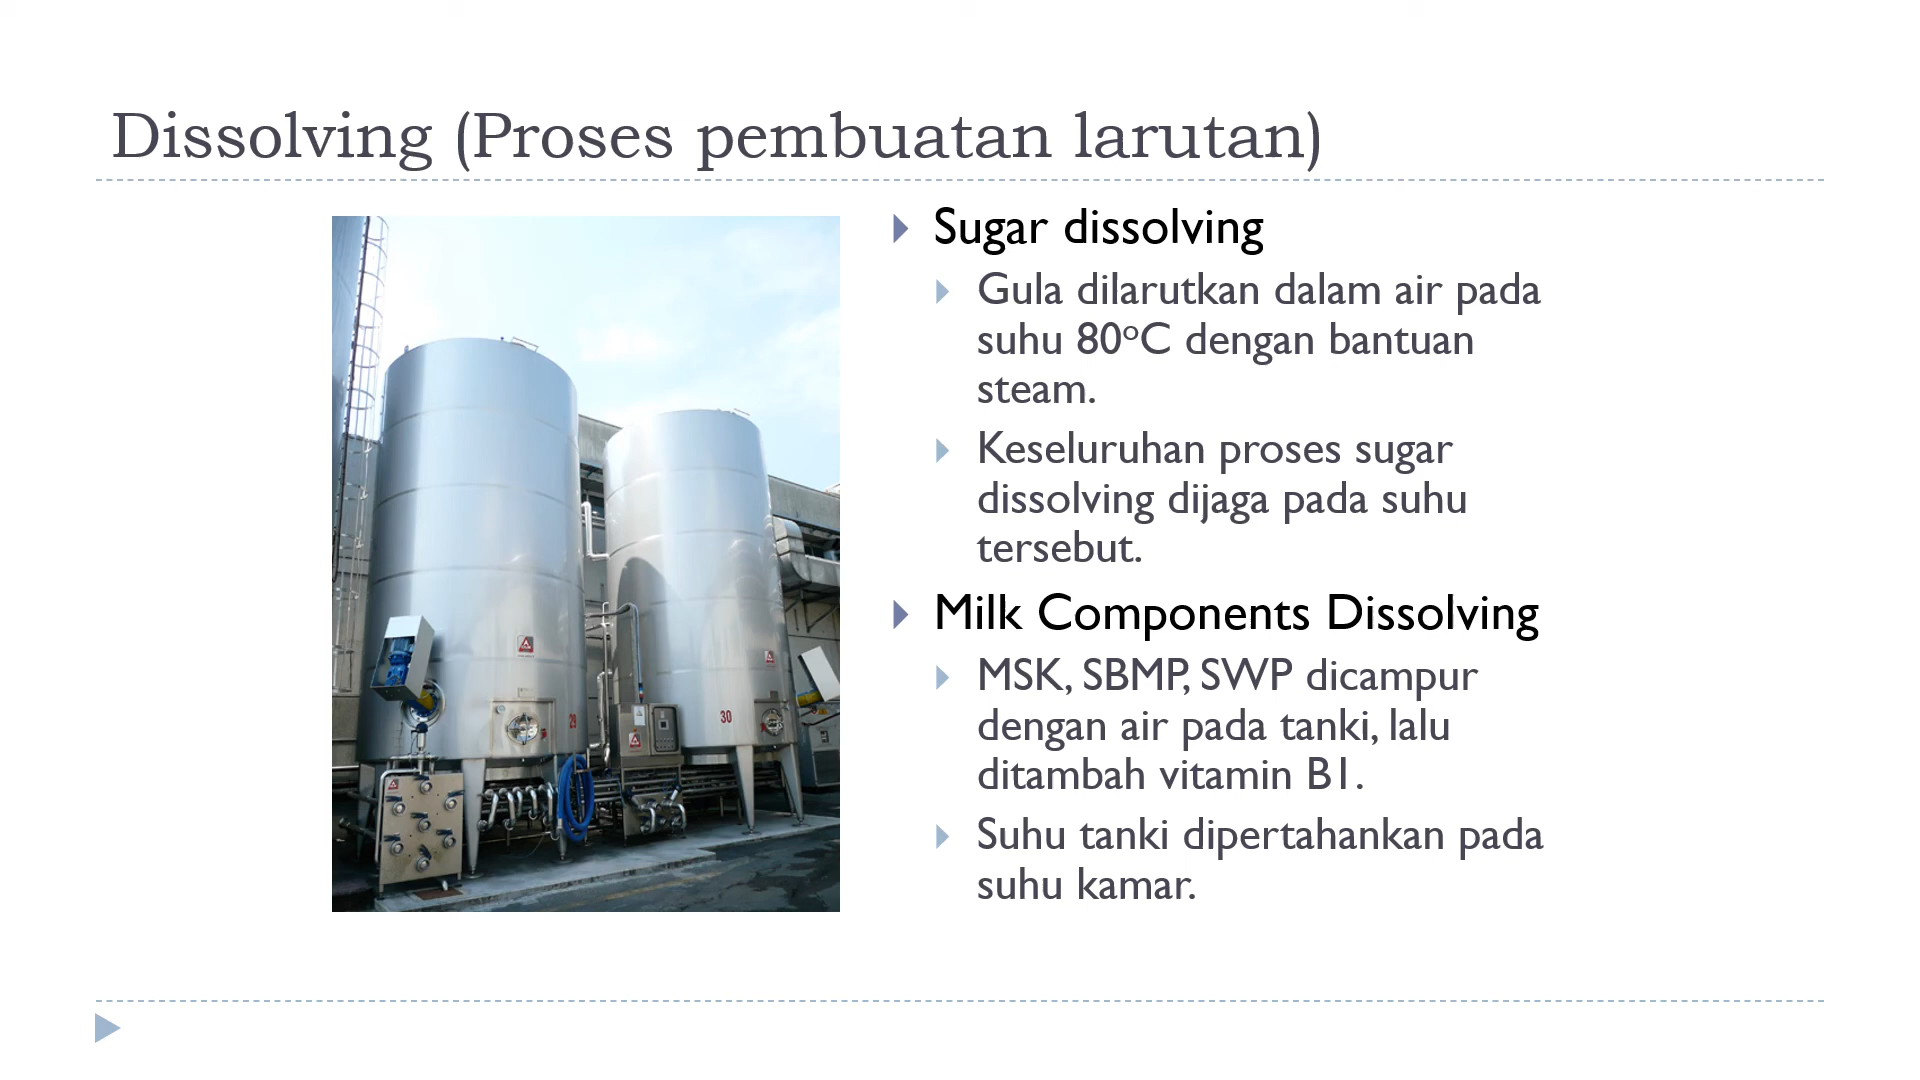 Dissolving (Proses pembuatan larutan)
Sugar dissolving
Gula dilarutkan dalam air pada
suhu 80°C dengan bantuan
steam.
Keseluruhan proses sugar
dissolving dijaga pada suhu
tersebut.
Milk Components Dissolving
MSK, SBMP, SWP dicampur
dengan air pada tanki, lalu
ditambah vitamin B1.
Suhu tanki dipertahankan pada
suhu kamar.
29
30